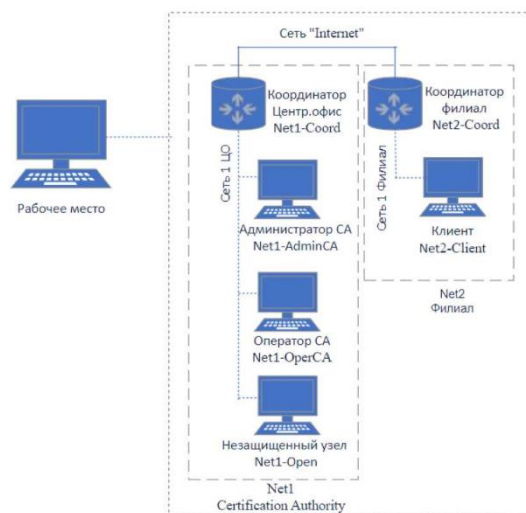 Сеть "Internet"
Координатор
Центр.офис
Net1-Coord
Координатор
филиал
Net2-Coord
Рабочее место
Сеть 1 ЦО
Администратор CA
Net1-AdminCA
Сеть 1 Филиал
Клиент
Net2-Client
Net2
Филиал
Оператор CA
Net1-OperCA
Незащищенный узел
Net1-Open
Net1
Certification Authority